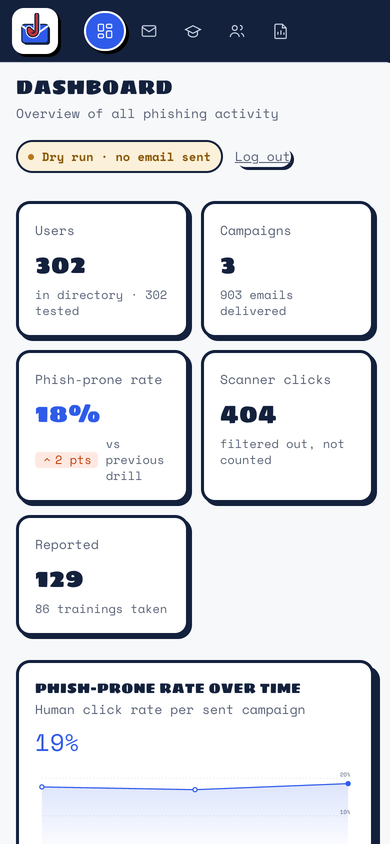 DASHBOARD
Overview of all phishing activity
Dry run · no email sent
Log out
Users
302
in directory · 302
tested
Campaigns
3
903 emails
delivered
Phish-prone rate
18%
^ 2 pts
vs
previous
drill
Scanner clicks
404
filtered out, not
counted
Reported
129
86 trainings taken
PHISH-PRONE RATE OVER TIME
Human click rate per sent campaign
19%
20%
10%